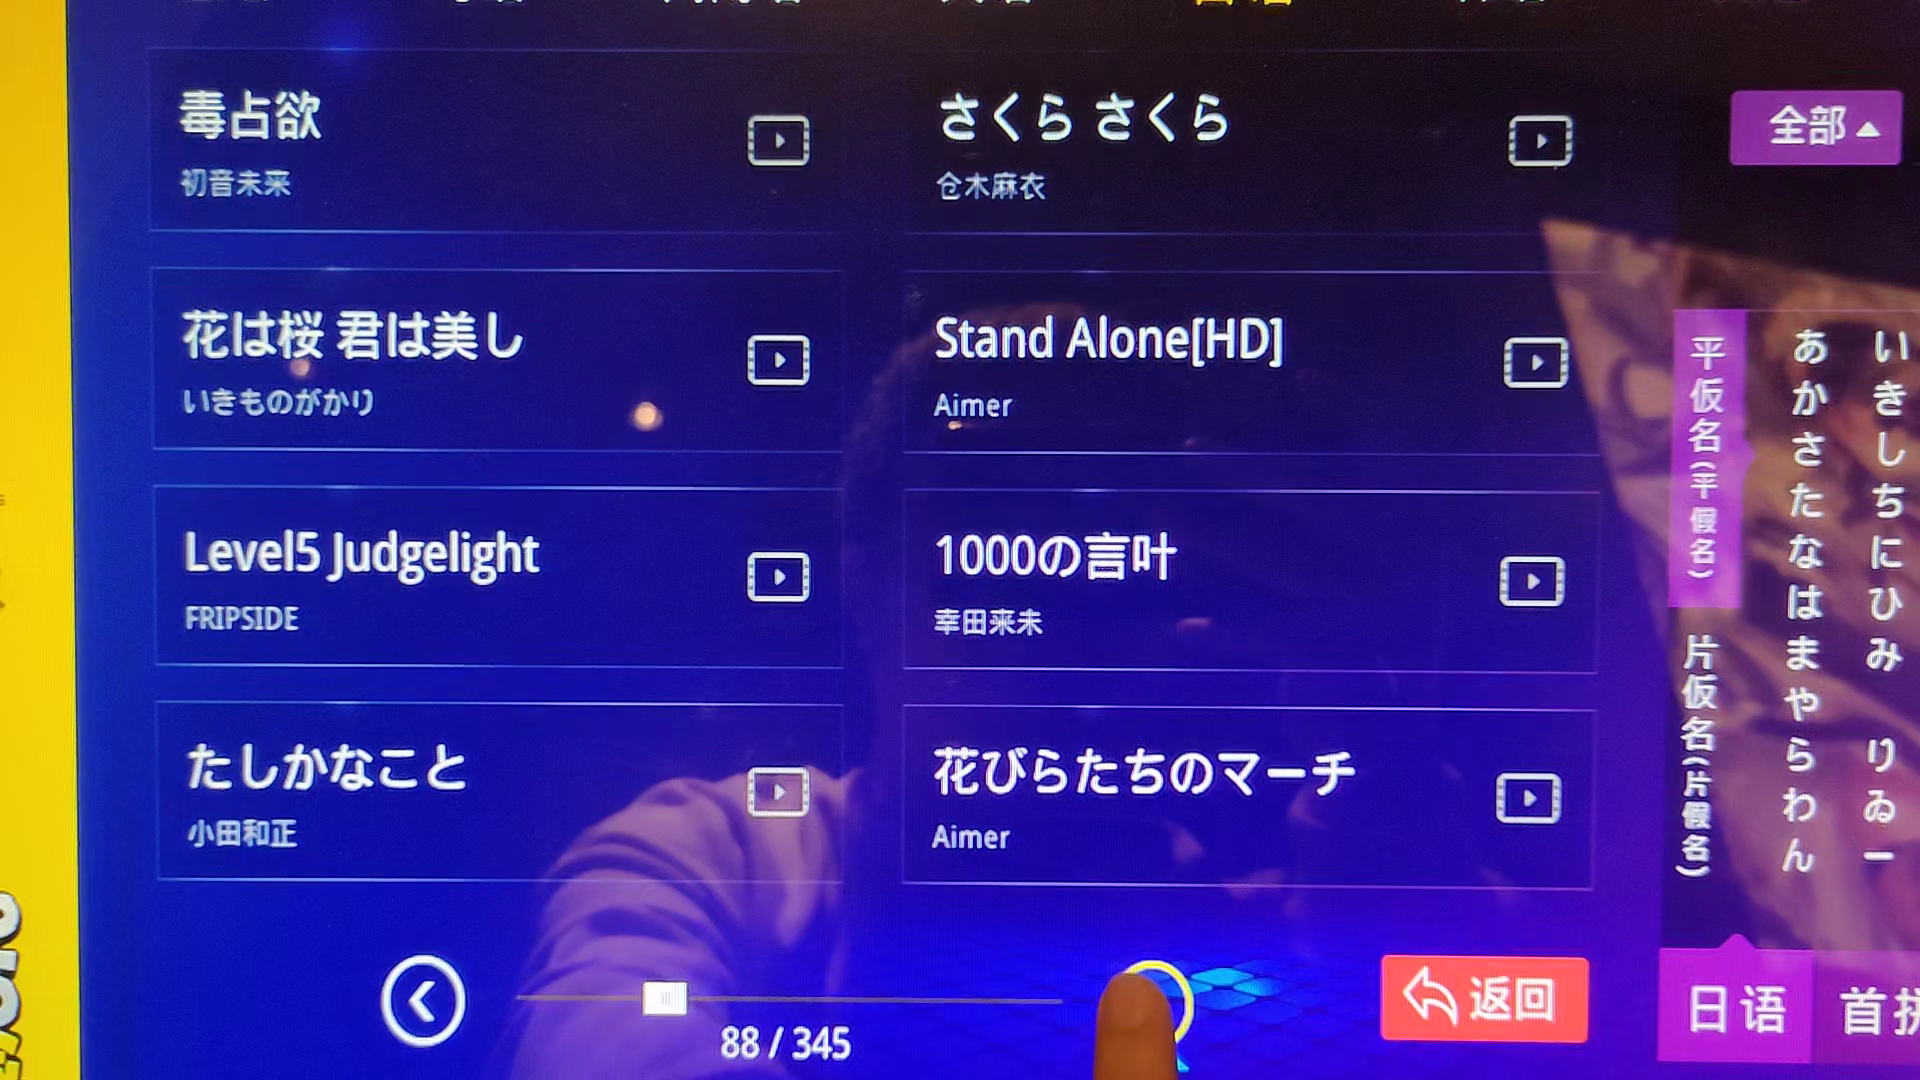 毒占欲
初音未来
さくら さくら
仓木麻衣
全部
花は桜 君は美し
いきものがかり
Stand Alone[HD]
Aimer
Level5 Judgelight
FRIPSIDE
1000の言叶
幸田来未
たしかなこと
小田和正
花びらたちのマーチ
Aimer
平仮名(平假名)
片仮名(片假名)
あかさたなはまやらわん
いきしちにひみ りゐー
88 / 345
返回
日语
首拼